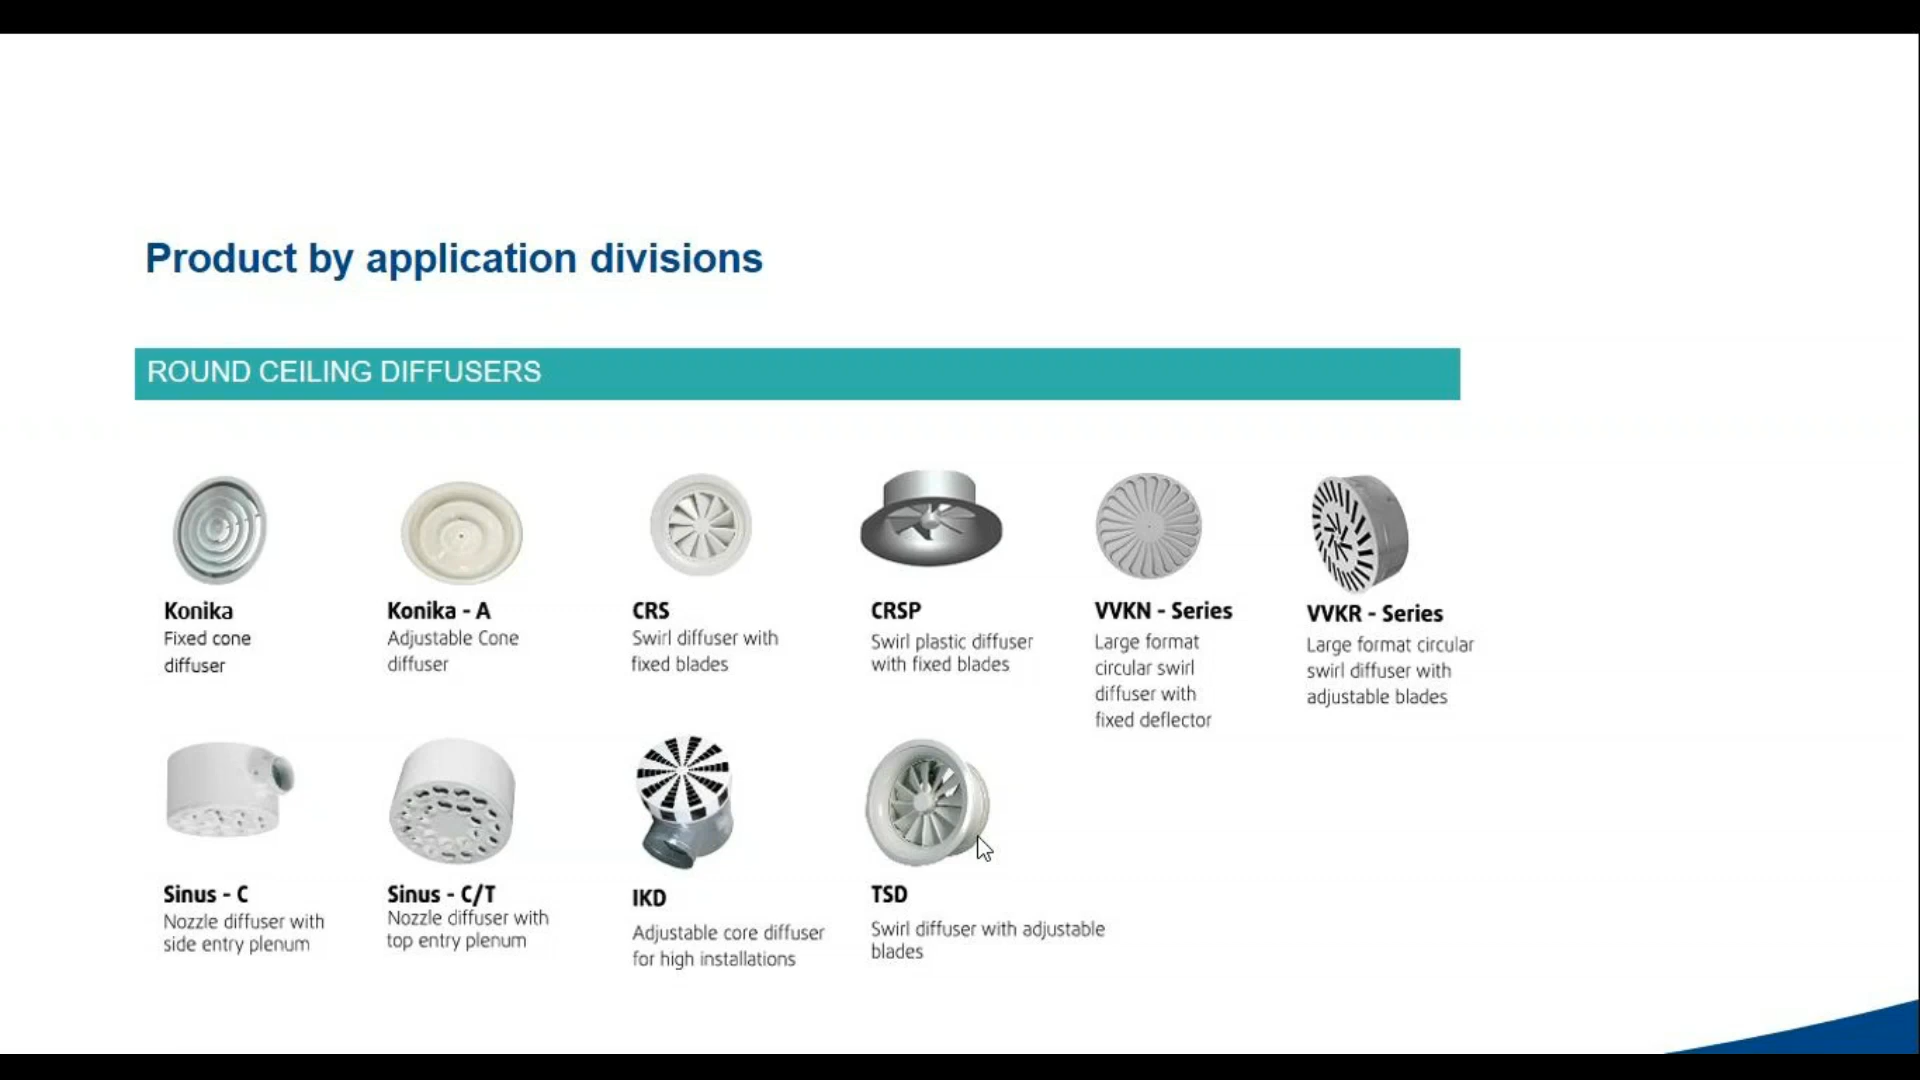 Product by application divisions
ROUND CEILING DIFFUSERS
Konika
Fixed cone
diffuser
Konika - A
Adjustable Cone
diffuser
CRS
Swirl diffuser with
fixed blades
CRSP
Swirl plastic diffuser
with fixed blades
VVKN - Series
Large format
circular swirl
diffuser with
fixed deflector
VVKR - Series
Large format circular
swirl diffuser with
adjustable blades
Sinus - C
Nozzle diffuser with
side entry plenum
Sinus - C/T
Nozzle diffuser with
top entry plenum
IKD
Adjustable core diffuser
for high installations
TSD
Swirl diffuser with adjustable
blades